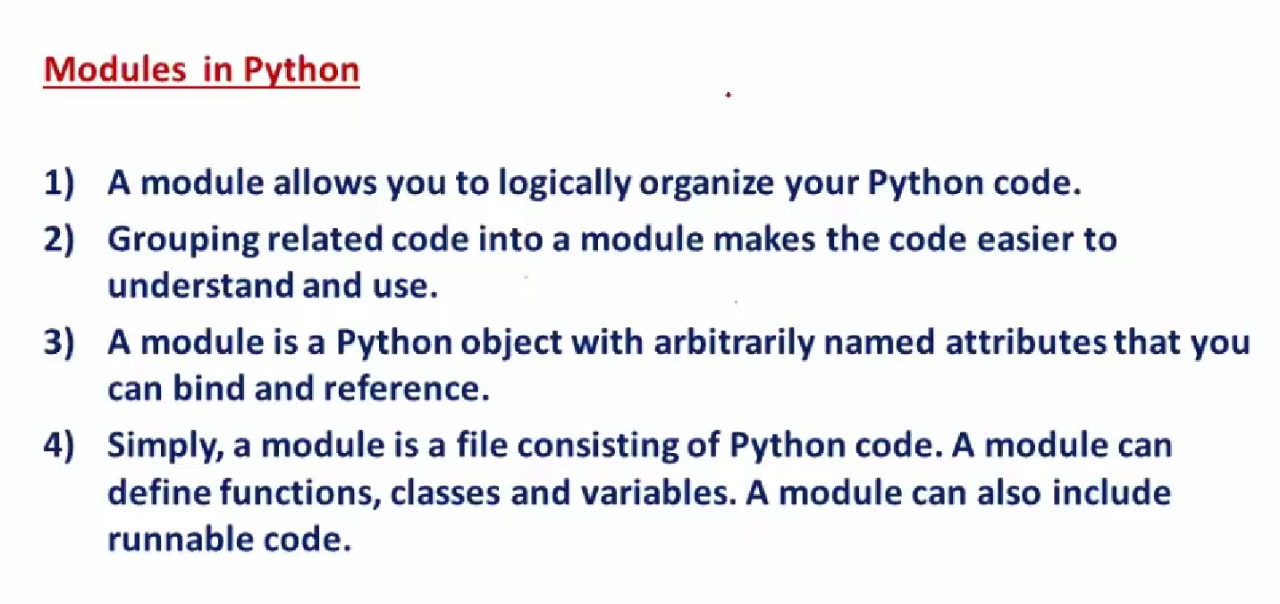 Modules in Python
1) A module allows you to logically organize your Python code.
2) Grouping related code into a module makes the code easier to
understand and use.
3) A module is a Python object with arbitrarily named attributes that you
can bind and reference.
4) Simply, a module is a file consisting of Python code. A module can
define functions, classes and variables. A module can also include
runnable code.